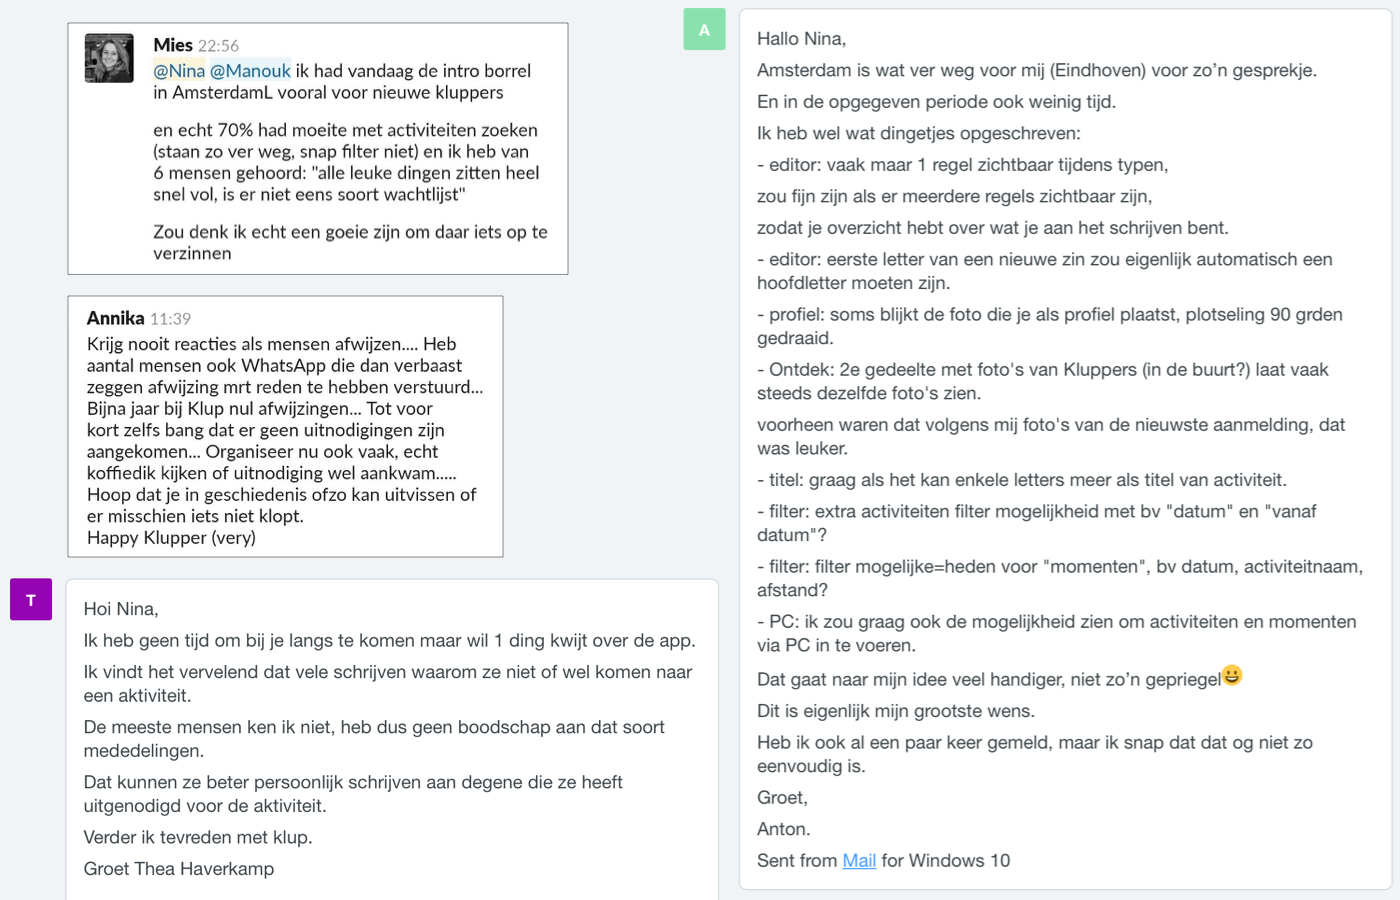 Mies 22:56
@Nina @Manouk ik had vandaag de intro borrel
in AmsterdamL vooral voor nieuwe kluppers
en echt 70% had moeite met activiteiten zoeken
(staan zo ver weg, snap filter niet) en ik heb van
6 mensen gehoord: "alle leuke dingen zitten heel
snel vol, is er niet eens soort wachtlijst"
Zou denk ik echt een goeie zijn om daar iets op te
verzinnen
Annika 11:39
Krijg nooit reacties als mensen afwijzen.... Heb
aantal mensen ook WhatsApp die dan verbaast
zeggen afwijzing mrt reden te hebben verstuurd...
Bijna jaar bij Klup nul afwijzingen... Tot voor
kort zelfs bang dat er geen uitnodigingen zijn
aangekomen... Organiseer nu ook vaak, echt
koffiedik kijken of uitnodiging wel aankwam.....
Hoop dat je in geschiedenis ofzo kan uitvissen of
er misschien iets niet klopt.
Happy Klupper (very)
T
Hoi Nina,
Ik heb geen tijd om bij je langs te komen maar wil 1 ding kwijt over de app.
Ik vindt het vervelend dat vele schrijven waarom ze niet of wel komen naar
een aktiviteit.
De meeste mensen ken ik niet, heb dus geen boodschap aan dat soort
mededelingen.
Dat kunnen ze beter persoonlijk schrijven aan degene die ze heeft
uitgenodigd voor de aktiviteit.
Verder ik tevreden met klup.
Groet Thea Haverkamp
A
Hallo Nina,
Amsterdam is wat ver weg voor mij (Eindhoven) voor zo’n gesprekje.
En in de opgegeven periode ook weinig tijd.
Ik heb wel wat dingetjes opgeschreven:
- editor: vaak maar 1 regel zichtbaar tijdens typen,
zou fijn zijn als er meerdere regels zichtbaar zijn,
zodat je overzicht hebt over wat je aan het schrijven bent.
- editor: eerste letter van een nieuwe zin zou eigenlijk automatisch een
hoofdletter moeten zijn.
- profiel: soms blijkt de foto die je als profiel plaatst, plotseling 90 grden
gedraaid.
- Ontdek: 2e gedeelte met foto's van Kluppers (in de buurt?) laat vaak
steeds dezelfde foto's zien.
voorheen waren dat volgens mij foto's van de nieuwste aanmelding, dat
was leuker.
- titel: graag als het kan enkele letters meer als titel van activiteit.
- filter: extra activiteiten filter mogelijkheid met bv "datum" en "vanaf
datum"?
- filter: filter mogelijke=heden voor "momenten", bv datum, activiteitnaam,
afstand?
- PC: ik zou graag ook de mogelijkheid zien om activiteiten en momenten
via PC in te voeren.
Dat gaat naar mijn idee veel handiger, niet zo’n gepriegel😀
Dit is eigenlijk mijn grootste wens.
Heb ik ook al een paar keer gemeld, maar ik snap dat dat og niet zo
eenvoudig is.
Groet,
Anton.
Sent from Mail for Windows 10